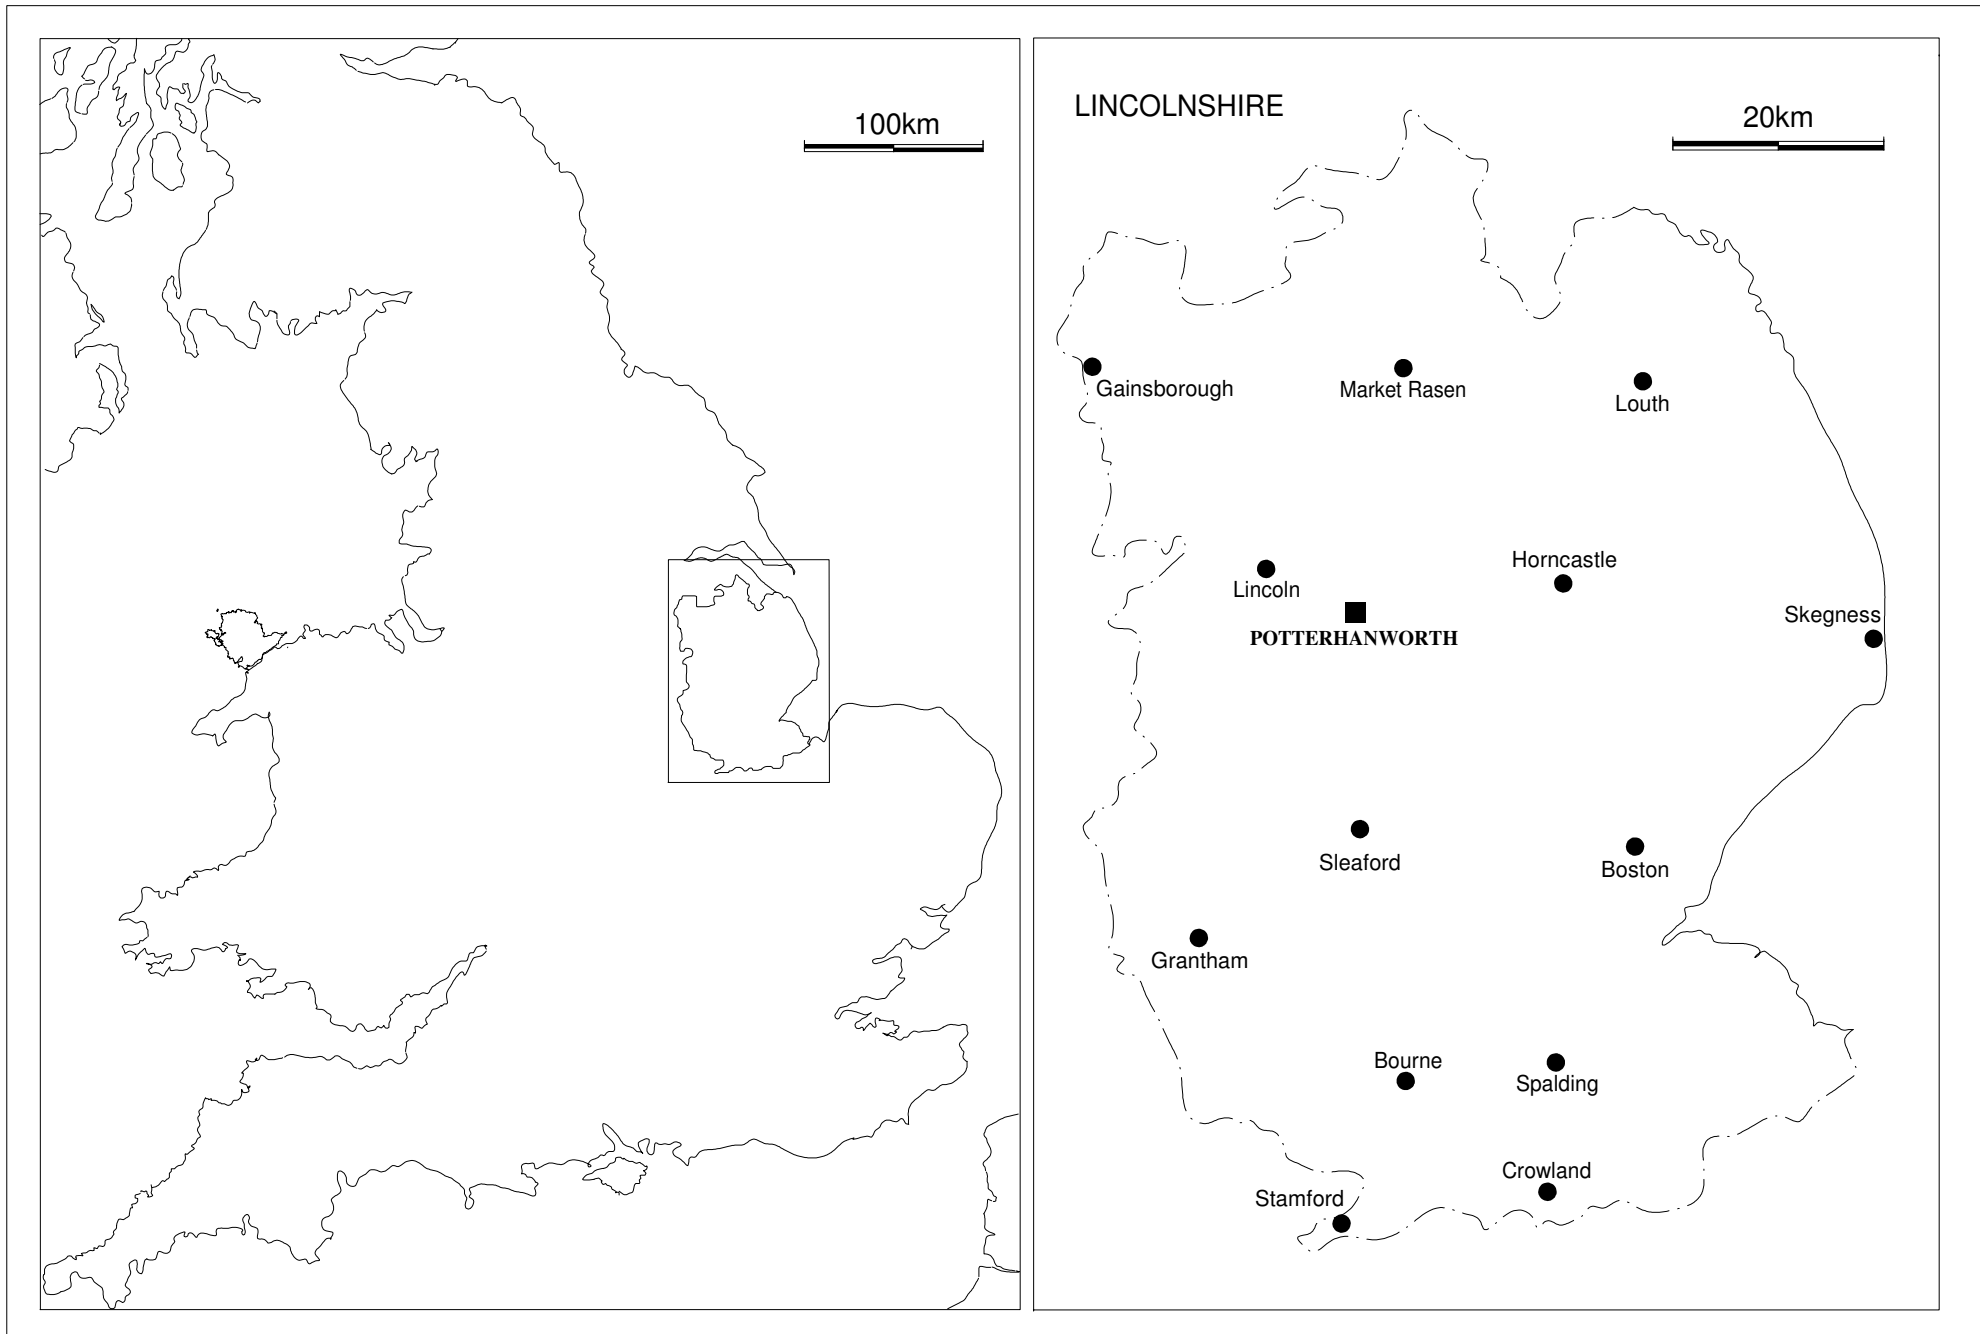 100km
LINCOLNSHIRE
20km
Gainsborough
Market Rasen
Louth
Horncastle
Lincoln
POTTERHANWORTH
Skegness
Sleaford
Boston
Grantham
Bourne
Spalding
Crowland
Stamford